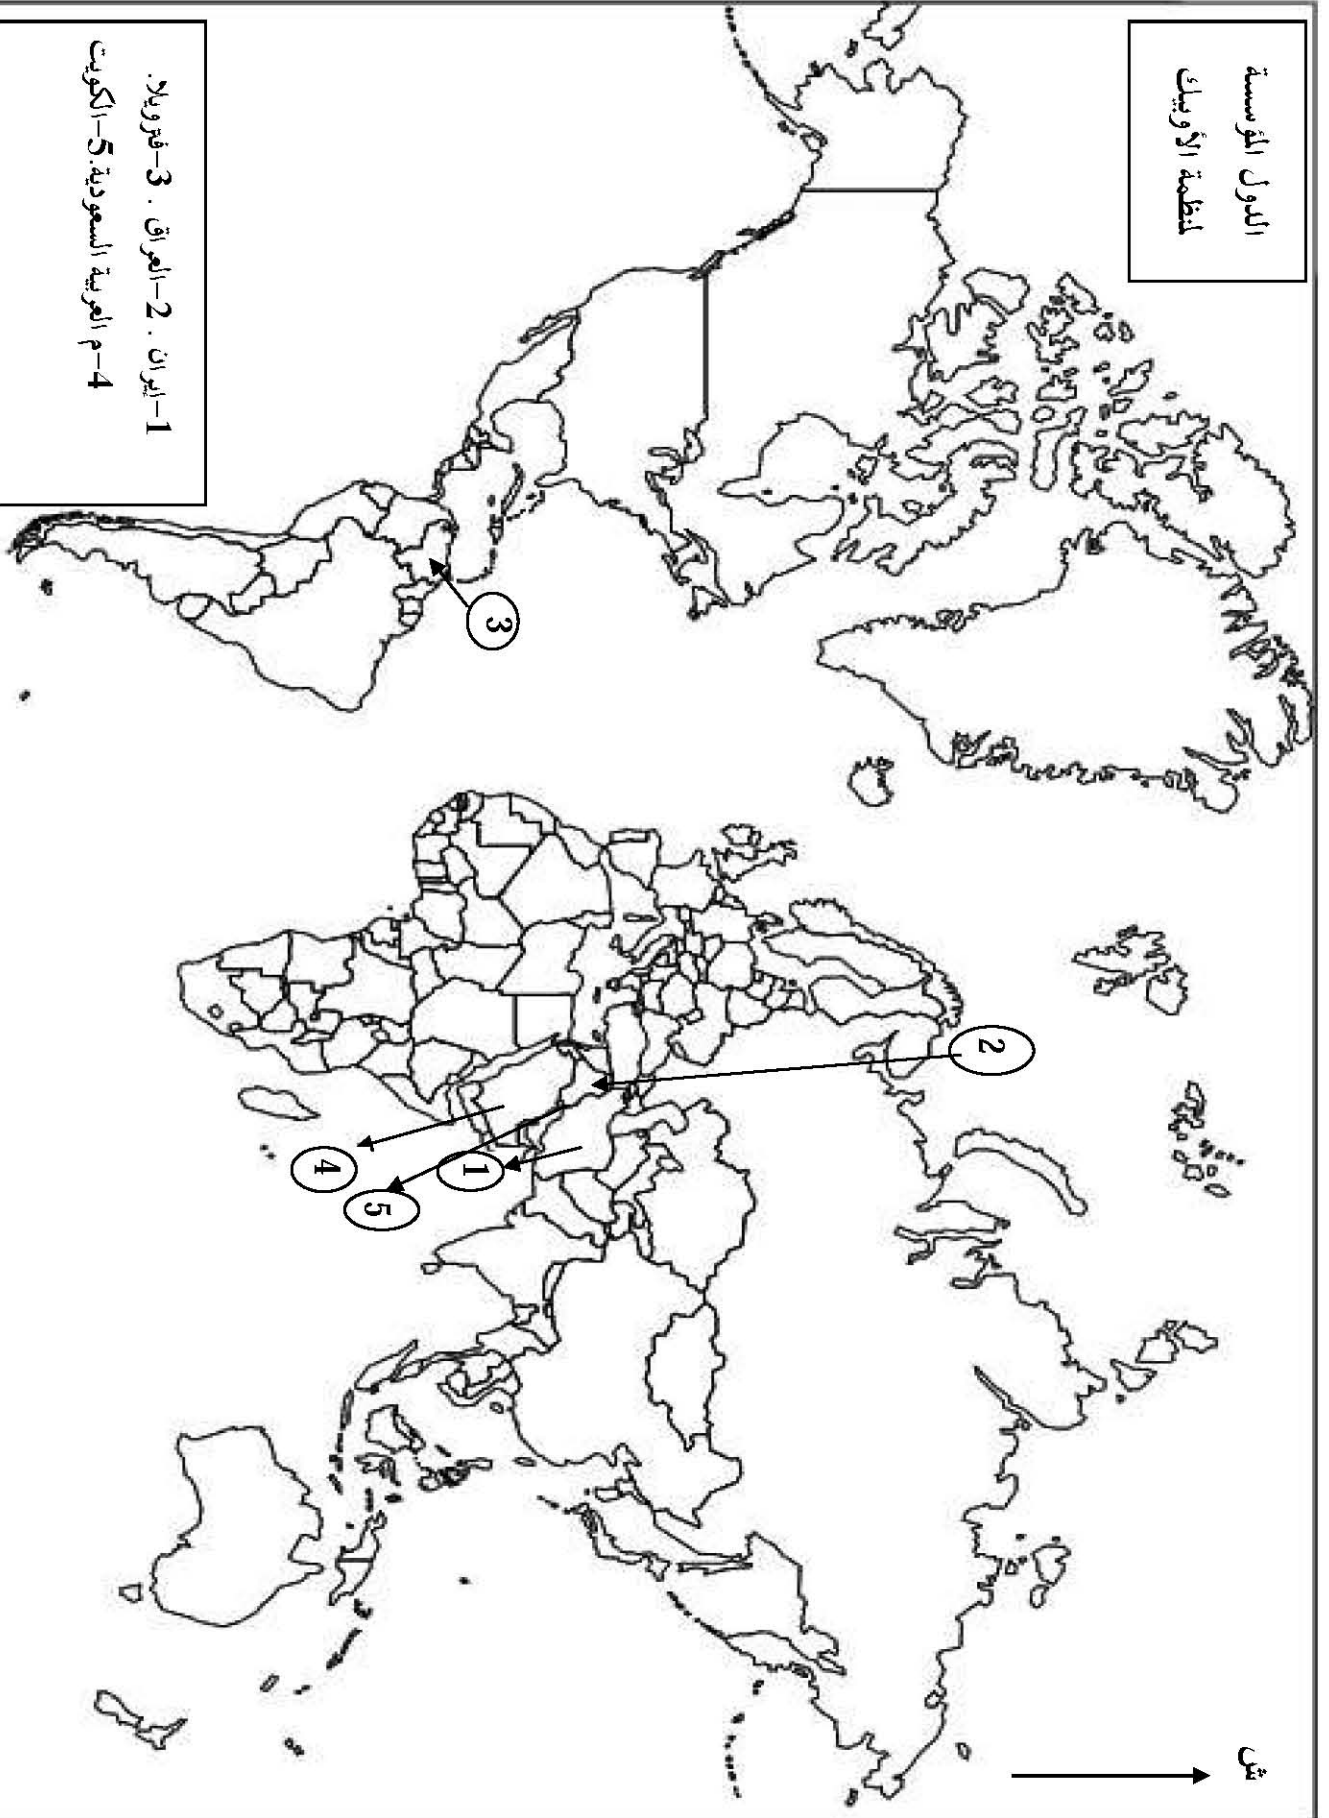 الدول المؤسسة
لمنظمة الأوبيك
ش
2
3
1
4
5
1-إيران . 2-العراق . 3-فنزويلا.
4-م العربية السعودية.5-الكويت